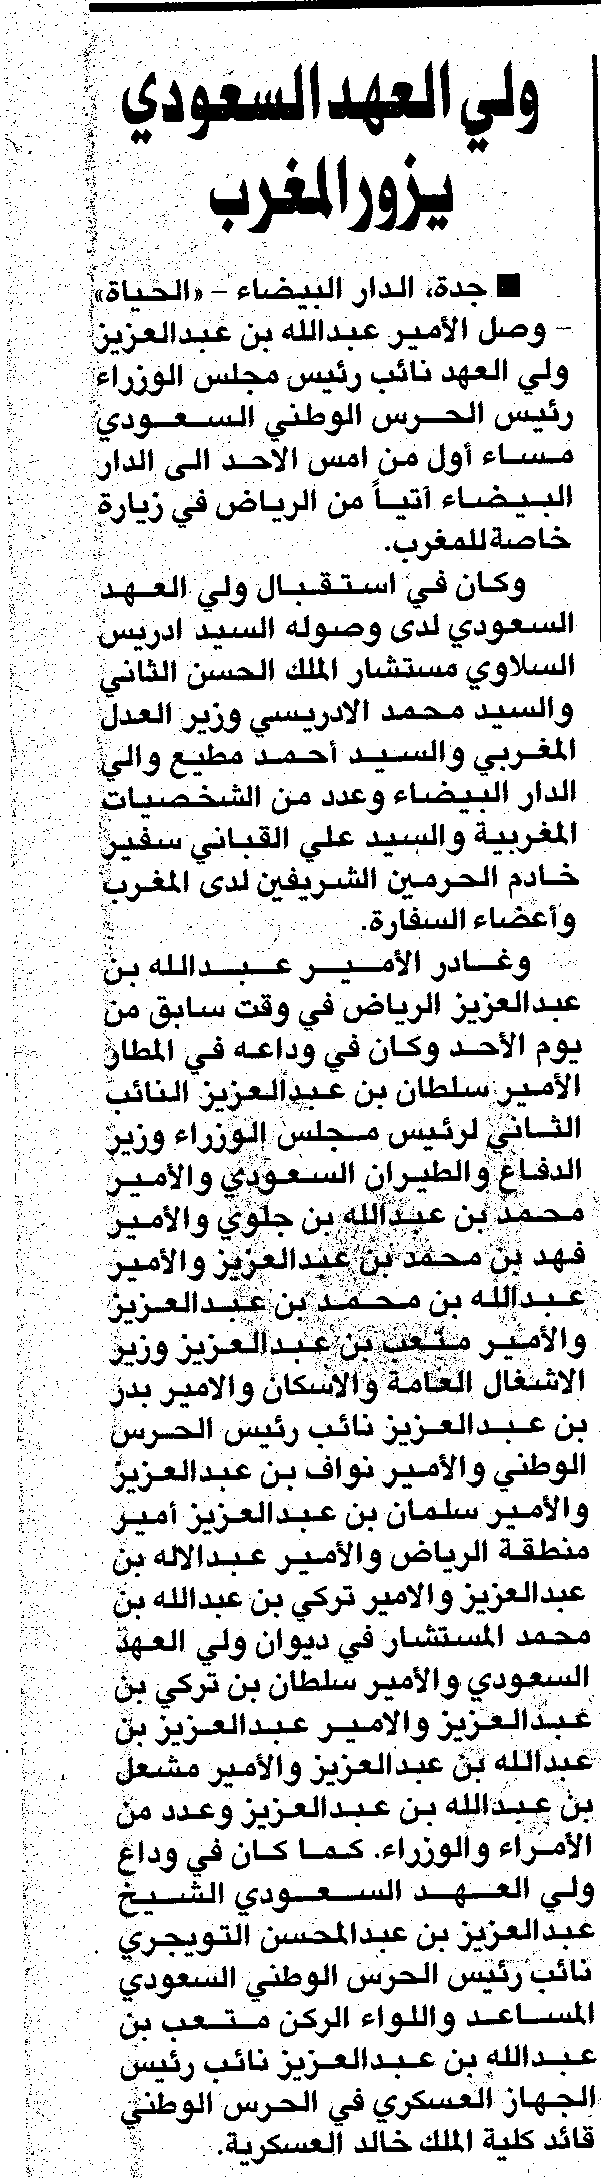 ولي العهد السعودي
يزور المغرب
■ جدة، الدار البيضاء – «الحياة»
– وصل الأمير عبدالله بن عبدالعزيز
ولي العهد نائب رئيس مجلس الوزراء
رئيس الحرس الوطني السعودي
مساء أول من امس الاحد الى الدار
البيضاء آتياً من الرياض في زيارة
خاصة للمغرب.
وكان في استقبال ولي العهد
السعودي لدى وصوله السيد ادريس
السلاوي مستشار الملك الحسن الثاني
والسيد محمد الادريسي وزير العدل
المغربي والسيد أحمد مطيع والي
الدار البيضاء وعدد من الشخصيات
المغربية والسيد علي القباني سفير
خادم الحرمين الشريفين لدى المغرب
وأعضاء السفارة.
وغادر الأمير عبدالله بن
عبدالعزيز الرياض في وقت سابق من
يوم الأحد وكان في وداعه في المطار
الأمير سلطان بن عبدالعزيز النائب
الثاني لرئيس مجلس الوزراء وزير
الدفاع والطيران السعودي والأمير
محمد بن عبدالله بن جلوي والأمير
فهد بن محمد بن عبدالعزيز والأمير
عبدالله بن محمد بن عبدالعزيز
والأمير متعب بن عبدالعزيز وزير
الاشغال العامة والاسكان والامير بدر
بن عبدالعزيز نائب رئيس الحرس
الوطني والأمير نواف بن عبدالعزيز
والأمير سلمان بن عبدالعزيز أمير
منطقة الرياض والأمير عبدالاله بن
عبدالعزيز والامير تركي بن عبدالله بن
محمد المستشار في ديوان ولي العهد
السعودي والأمير سلطان بن تركي بن
عبدالعزيز والامير عبدالعزيز بن
عبدالله بن عبدالعزيز والأمير مشعل
بن عبدالله بن عبدالعزيز وعدد من
الأمراء والوزراء. كما كان في وداع
ولي العهد السعودي الشيخ
عبدالعزيز بن عبدالمحسن التويجري
نائب رئيس الحرس الوطني السعودي
المساعد واللواء الركن متعب بن
عبدالله بن عبدالعزيز نائب رئيس
الجهاز العسكري في الحرس الوطني
قائد كلية الملك خالد العسكرية.